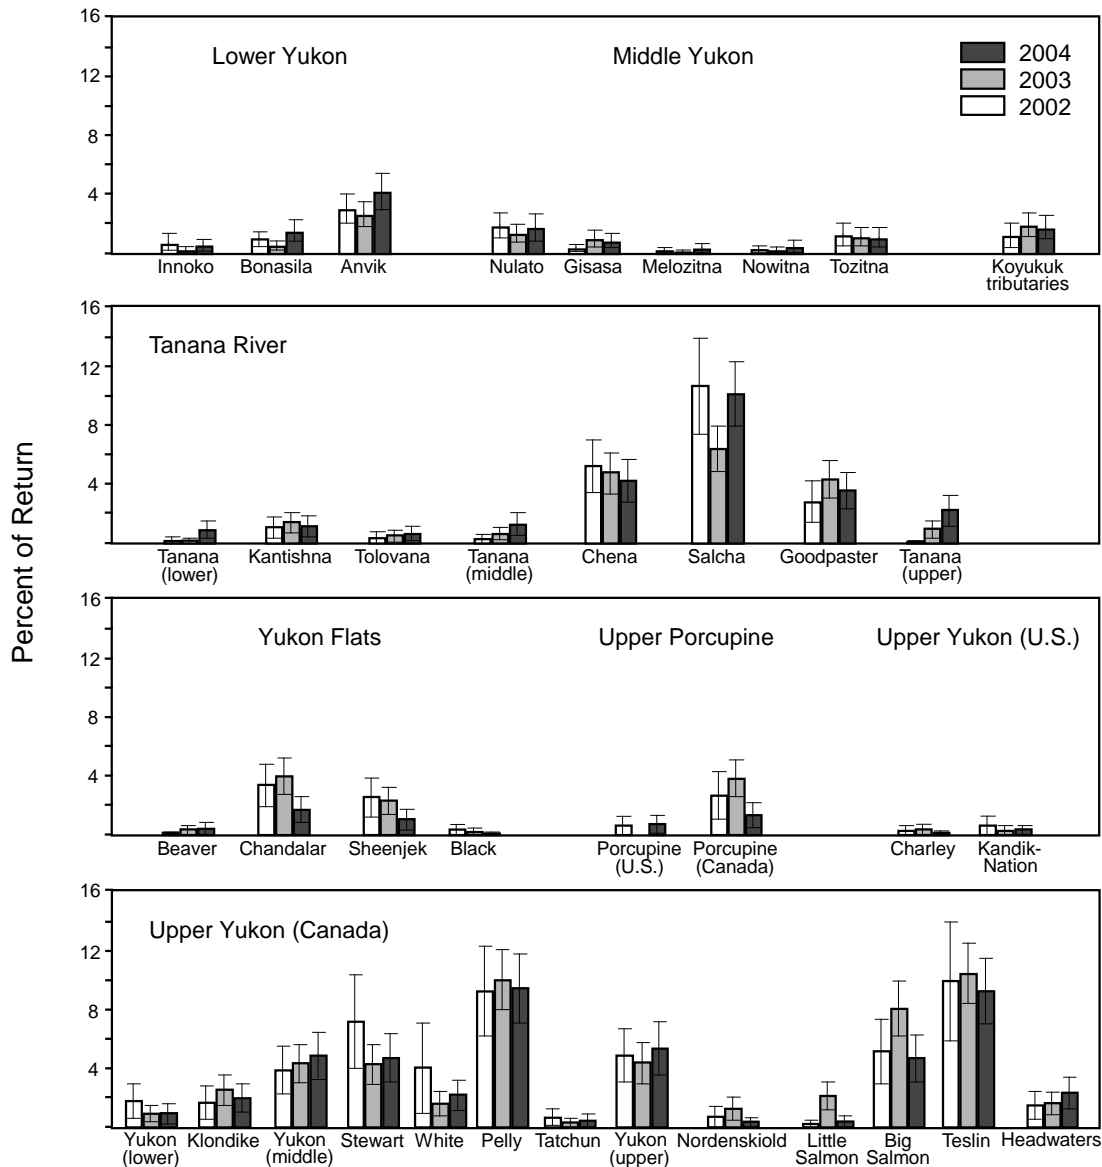 Percent of Return
16
12
8
4
Lower Yukon
Middle Yukon
2004
2003
2002
Innoko
Bonasila
Anvik
Nulato
Gisasa
Melozitna
Nowitna
Tozitna
Koyukuk
tributaries
16
12
8
4
Tanana River
Tanana
(lower)
Kantishna
Tolovana
Tanana
(middle)
Chena
Salcha
Goodpaster
Tanana
(upper)
16
12
8
4
Yukon Flats
Upper Porcupine
Upper Yukon (U.S.)
Beaver
Chandalar
Sheenjek
Black
Porcupine
(U.S.)
Porcupine
(Canada)
Charley
Kandik-
Nation
16
12
8
4
Upper Yukon (Canada)
Yukon
(lower)
Klondike
Yukon
(middle)
Stewart
White
Pelly
Tatchun
Yukon
(upper)
Nordenskiold
Little
Salmon
Big
Salmon
Teslin
Headwaters